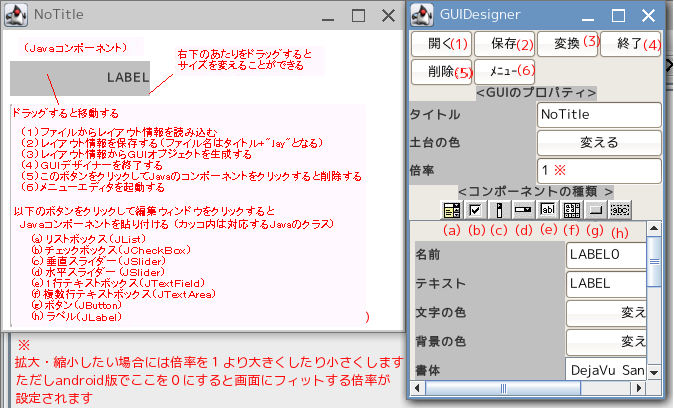 NoTitle
（Javaコンポーネント）
右下のあたりをドラッグすると
サイズを変えることができる
LABEL
ドラッグすると移動する
（１）ファイルからレイアウト情報を読み込む
（２）レイアウト情報を保存する（ファイル名はタイトル+"lay"となる）
（３）レイアウト情報からGUIオブジェクトを生成する
（４）GUIデザイナーを終了する
（５）このボタンをクリックしてJavaのコンポーネントをクリックすると削除する
（６）メニューエディタを起動する
以下のボタンをクリックして編集ウィンドウをクリックすると
Javaコンポーネントを貼り付ける（カッコ内は対応するJavaのクラス）
(a) リストボックス（JList）
(b) チェックボックス（JCheckBox）
(c) 垂直スライダー（JSlider）
(d) 水平スライダー（JSlider）
(e) １行テキストボックス（JTextField）
(f) 複数行テキストボックス（JTextArea）
(g) ボタン（JButton）
(h) ラベル（JLabel）
）
※
拡大・縮小したい場合には倍率を１より大きくしたり小さくします
ただしandroid版でここを０にすると画面にフィットする倍率が
設定されます
GUIDesigner
開く(1) 保存(2) 変換(3) 終了(4)
削除(5) メニュー(6)
<GUIのプロパティ>
タイトル NoTitle
土台の色 変える
倍率 1 ※
<コンポーネントの種類>
(a) (b) (c) (d) (e) (f) (g) (h)
名前 LABEL0
テキスト LABEL
文字の色 変え
背景の色 変え
書体 DejaVu San